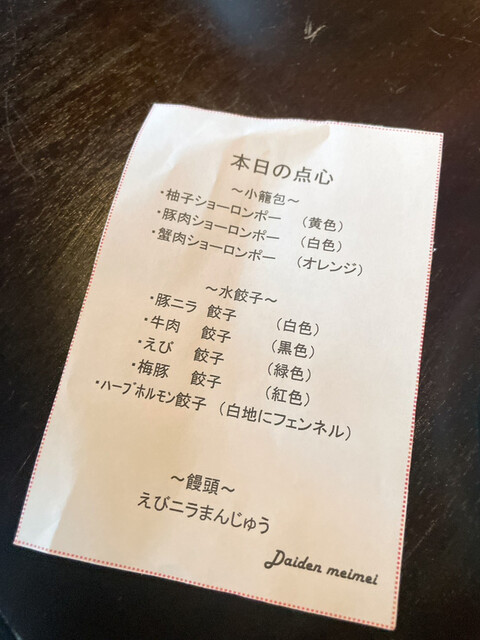 本日の点心
～小籠包～
・柚子ショーロンポー （黄色）
・豚肉ショーロンポー （白色）
・蟹肉ショーロンポー （オレンジ）
～水餃子～
・豚ニラ 餃子 （白色）
・牛肉 餃子 （黒色）
・えび 餃子 （緑色）
・梅豚 餃子 （紅色）
・ﾊｰﾌﾞﾎﾙﾓﾝ餃子 （白地にフェンネル）
～饅頭～
えびニラまんじゅう
Daiden meimei